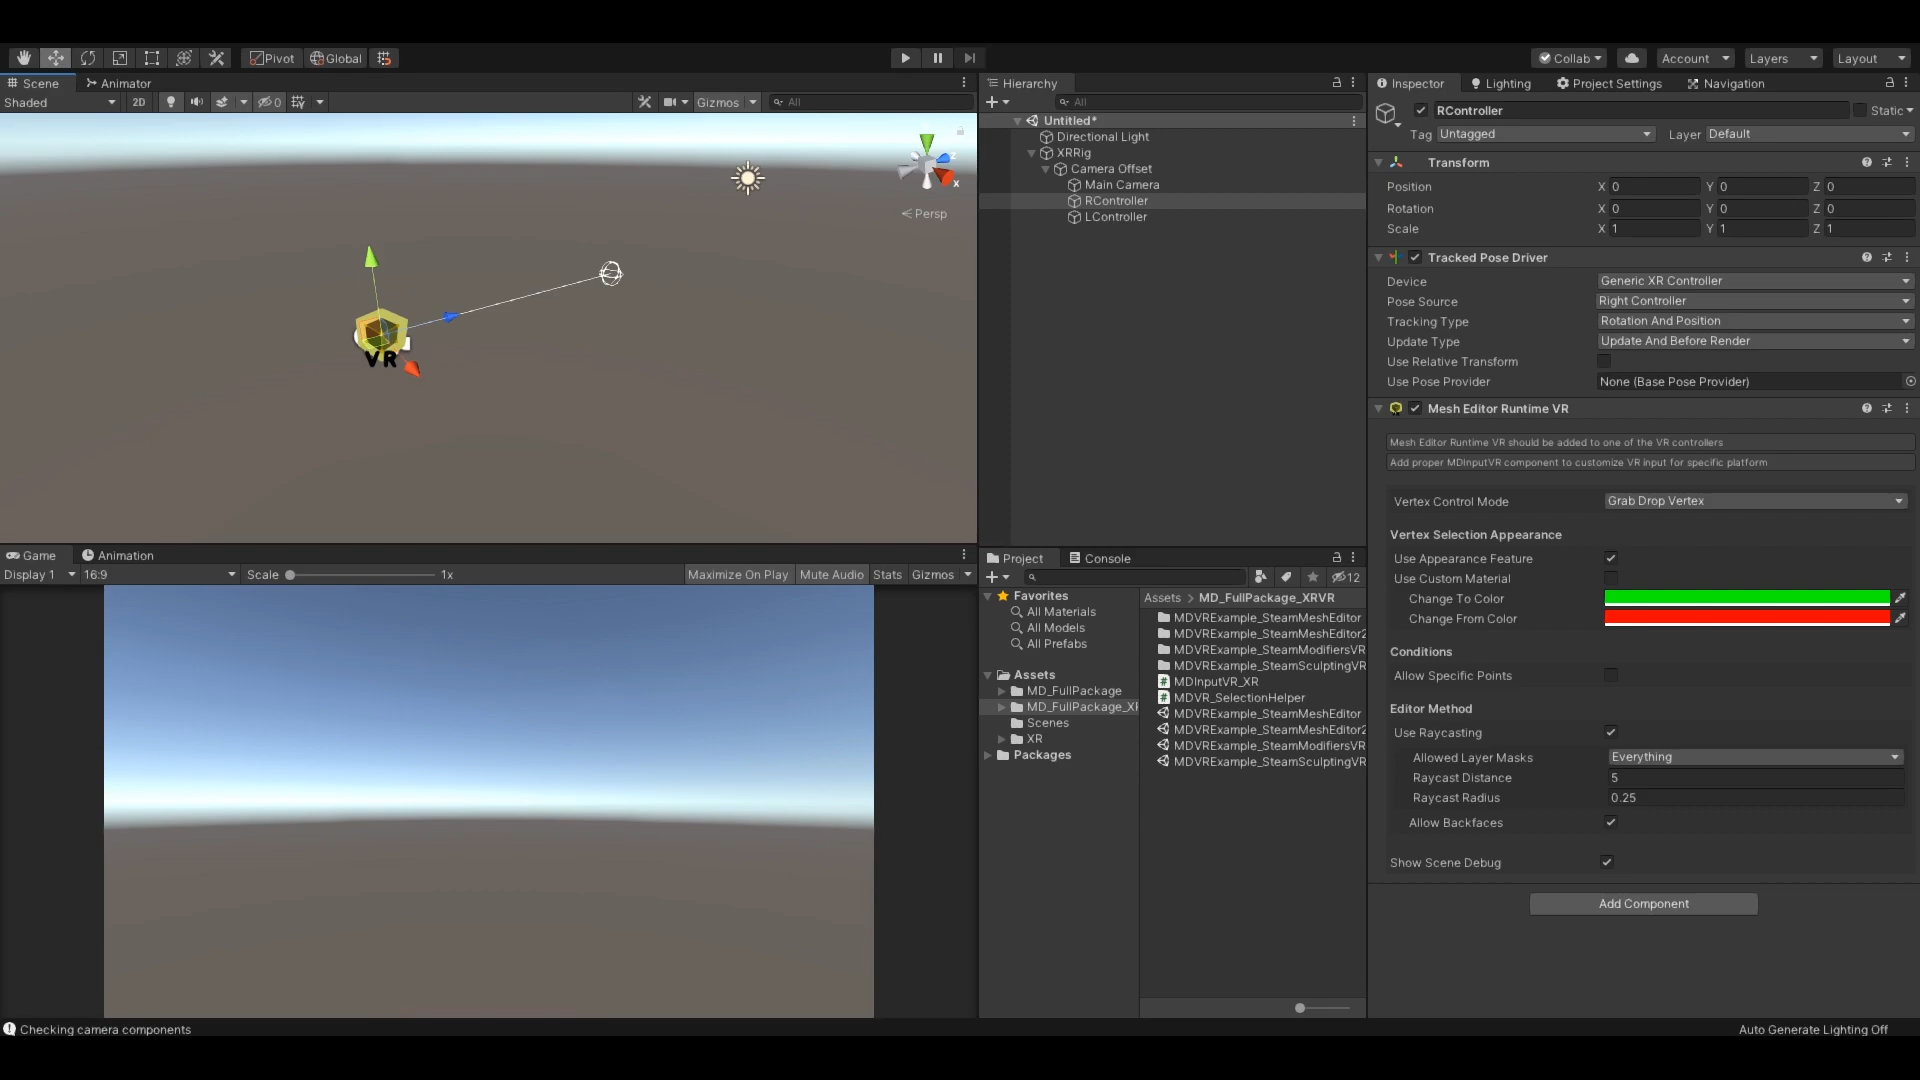 Pivot
Global
Collab
Account
Layers
Layout
Scene
Animator
Shaded
2D
0
Gizmos
All
z
x
Persp
VR
Game
Animation
Display 1
16:9
Scale
1x
Maximize On Play
Mute Audio
Stats
Gizmos
Hierarchy
All
Untitled*
Directional Light
XRRig
Camera Offset
Main Camera
RController
LController
Project
Console
12
Favorites
All Materials
All Models
All Prefabs
Assets
MD_FullPackage
MD_FullPackage_XR
Scenes
XR
Packages
Assets > MD_FullPackage_XRVR
MDVRExample_SteamMeshEditor
MDVRExample_SteamMeshEditor2
MDVRExample_SteamModifiersVR
MDVRExample_SteamSculptingVR
MDInputVR_XR
MDVR_SelectionHelper
MDVRExample_SteamMeshEditor
MDVRExample_SteamMeshEditor2
MDVRExample_SteamModifiersVR
MDVRExample_SteamSculptingVR
Inspector
Lighting
Project Settings
Navigation
RController
Static
Tag Untagged
Layer Default
Transform
Position X 0 Y 0 Z 0
Rotation X 0 Y 0 Z 0
Scale X 1 Y 1 Z 1
Tracked Pose Driver
Device Generic XR Controller
Pose Source Right Controller
Tracking Type Rotation And Position
Update Type Update And Before Render
Use Relative Transform
Use Pose Provider None (Base Pose Provider)
Mesh Editor Runtime VR
Mesh Editor Runtime VR should be added to one of the VR controllers
Add proper MDInputVR component to customize VR input for specific platform
Vertex Control Mode Grab Drop Vertex
Vertex Selection Appearance
Use Appearance Feature
Use Custom Material
Change To Color
Change From Color
Conditions
Allow Specific Points
Editor Method
Use Raycasting
Allowed Layer Masks Everything
Raycast Distance 5
Raycast Radius 0.25
Allow Backfaces
Show Scene Debug
Add Component
Checking camera components
Auto Generate Lighting Off